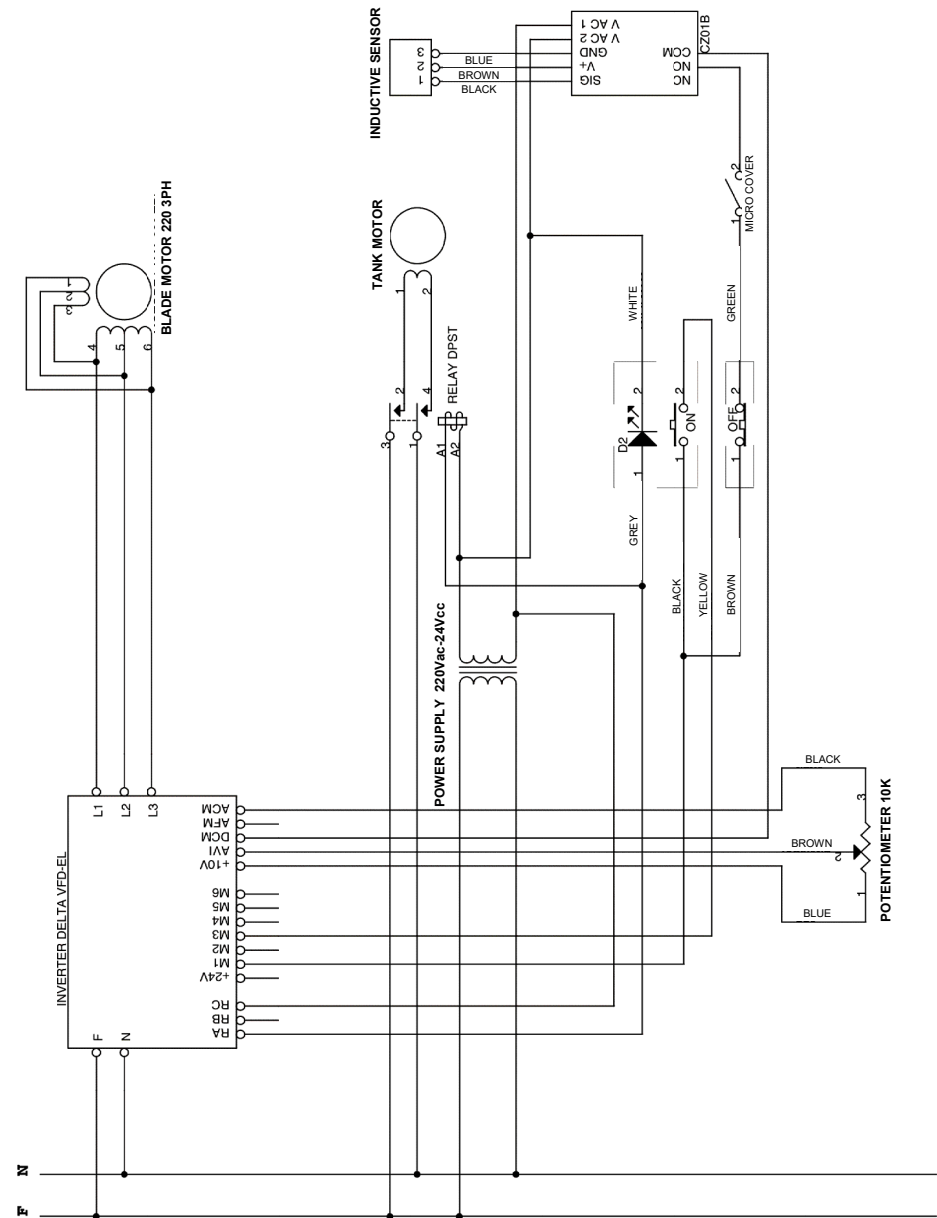 INDUCTIVE SENSOR
3
2
1
BLUE
BROWN
BLACK
V AC 1
V AC 2
GND
V+
SIG
COM
NO
NC
CZ01B
BLADE MOTOR 220 3PH
1
2
3
4
5
6
TANK MOTOR
1
2
2
4
3
1
RELAY DPST
A1
A2
2
1
MICRO COVER
WHITE
GREEN
D2
2
1
2
ON
1
2
OFF
1
GREY
BLACK
YELLOW
BROWN
POWER SUPPLY 220Vac-24Vcc
INVERTER DELTA VFD-EL
L1
L2
L3
ACM
AFM
DCM
AVI
+10V
M6
M5
M4
M3
M2
M1
+24V
RC
RB
RA
F
N
BLACK
3
BROWN
2
1
BLUE
POTENTIOMETER 10K
N
F